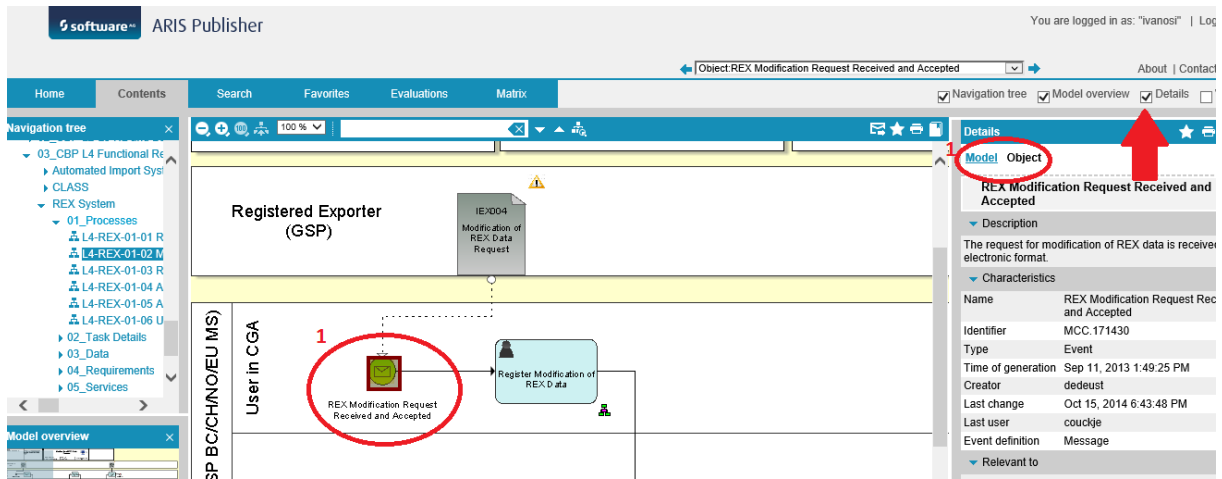 software AG ARIS Publisher
You are logged in as: "ivanosi" | Log
Object:REX Modification Request Received and Accepted
About | Contact
Home Contents Search Favorites Evaluations Matrix
Navigation tree Model overview Details
Navigation tree
03_CBP L4 Functional Re
Automated Import Syst
CLASS
REX System
01_Processes
L4-REX-01-01 R
L4-REX-01-02 M
L4-REX-01-03 R
L4-REX-01-04 A
L4-REX-01-05 A
L4-REX-01-06 U
02_Task Details
03_Data
04_Requirements
05_Services
Model overview
100 %
Registered Exporter
(GSP)
IEX004
Modification of
REX Data
Request
SP BC/CH/NO/EU MS)
User in CGA
1
REX Modification Request
Received and Accepted
Register Modification of
REX Data
Details
1
Model Object
REX Modification Request Received and
Accepted
Description
The request for modification of REX data is received
electronic format.
Characteristics
Name REX Modification Request Rec
and Accepted
Identifier MCC.171430
Type Event
Time of generation Sep 11, 2013 1:49:25 PM
Creator dedeust
Last change Oct 15, 2014 6:43:48 PM
Last user couckje
Event definition Message
Relevant to